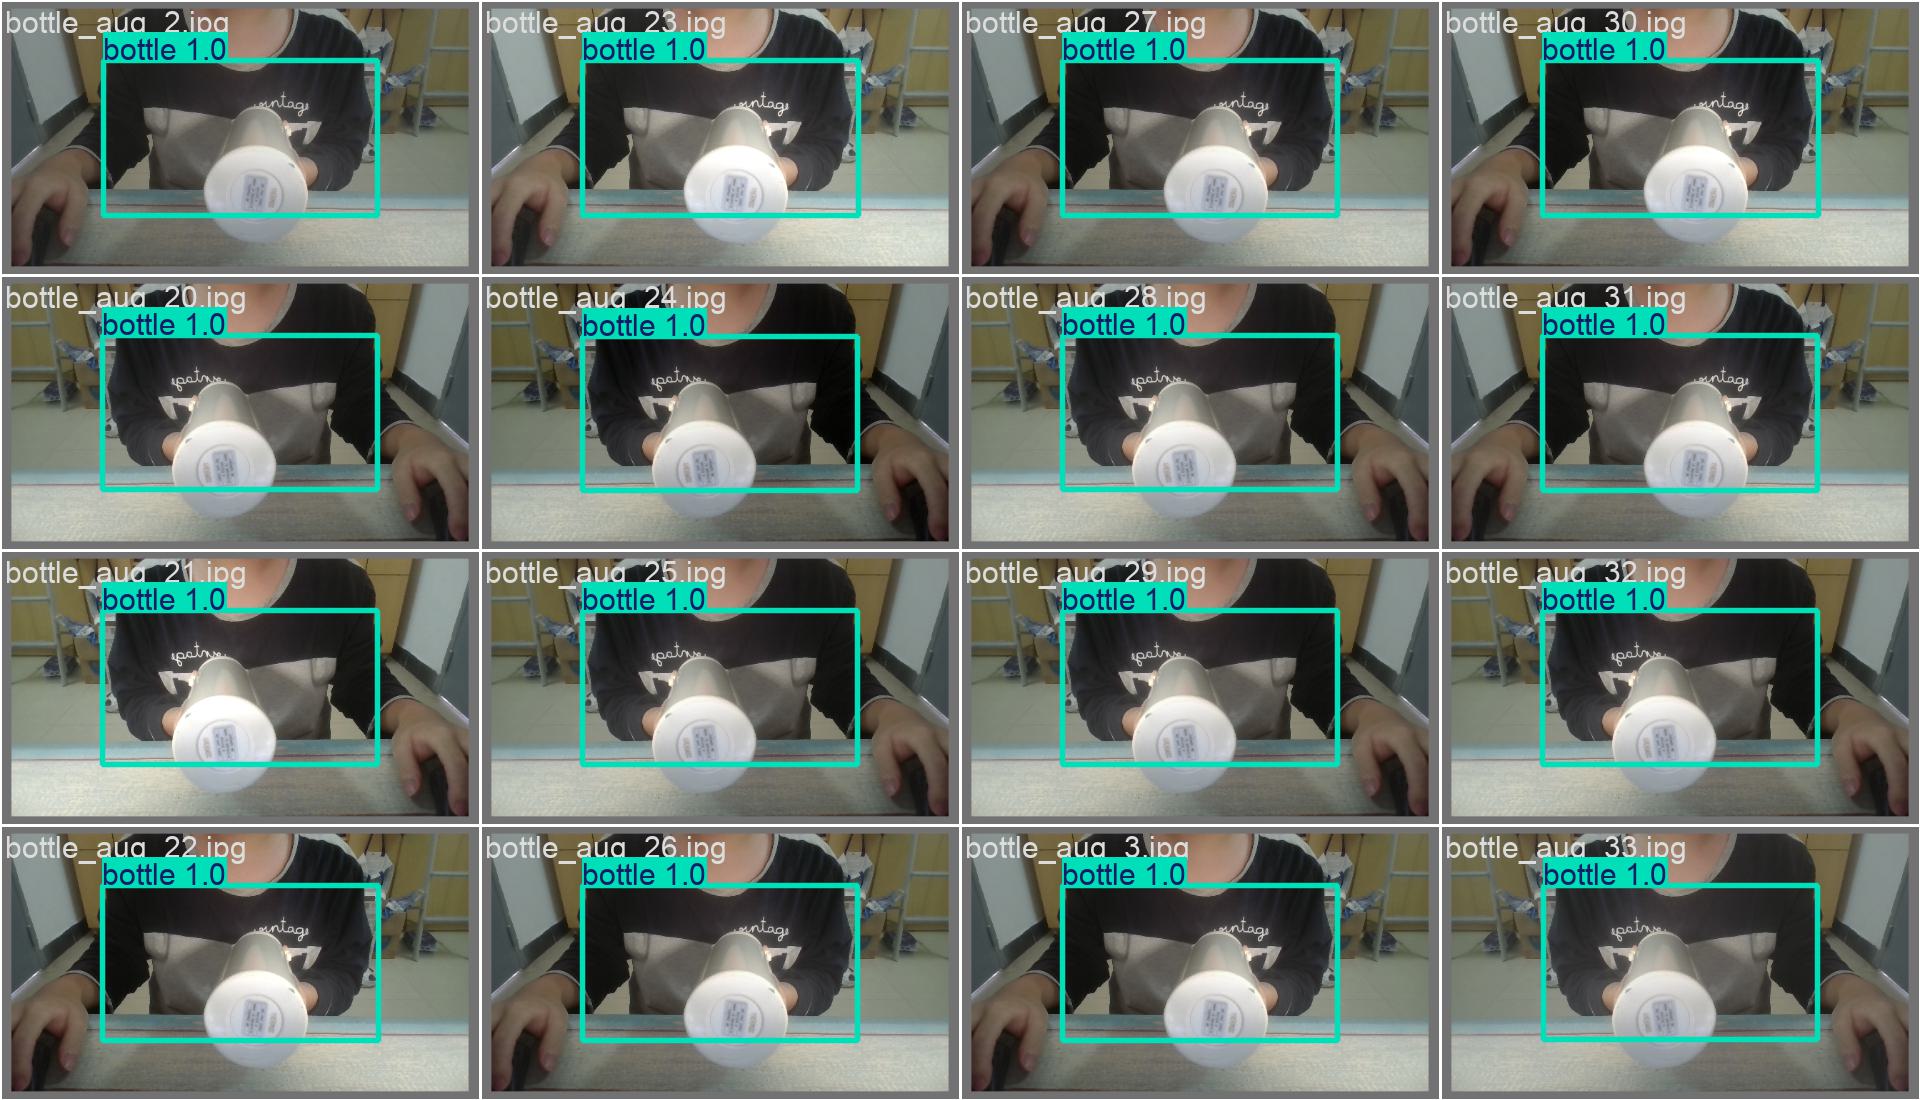 bottle_aug_2.jpg
bottle 1.0
bottle_aug_23.jpg
bottle 1.0
bottle_aug_27.jpg
bottle 1.0
bottle_aug_30.jpg
bottle 1.0
bottle_aug_20.jpg
bottle 1.0
bottle_aug_24.jpg
bottle 1.0
bottle_aug_28.jpg
bottle 1.0
bottle_aug_31.jpg
bottle 1.0
bottle_aug_21.jpg
bottle 1.0
bottle_aug_25.jpg
bottle 1.0
bottle_aug_29.jpg
bottle 1.0
bottle_aug_32.jpg
bottle 1.0
bottle_aug_22.jpg
bottle 1.0
bottle_aug_26.jpg
bottle 1.0
bottle_aug_3.jpg
bottle 1.0
bottle_aug_33.jpg
bottle 1.0